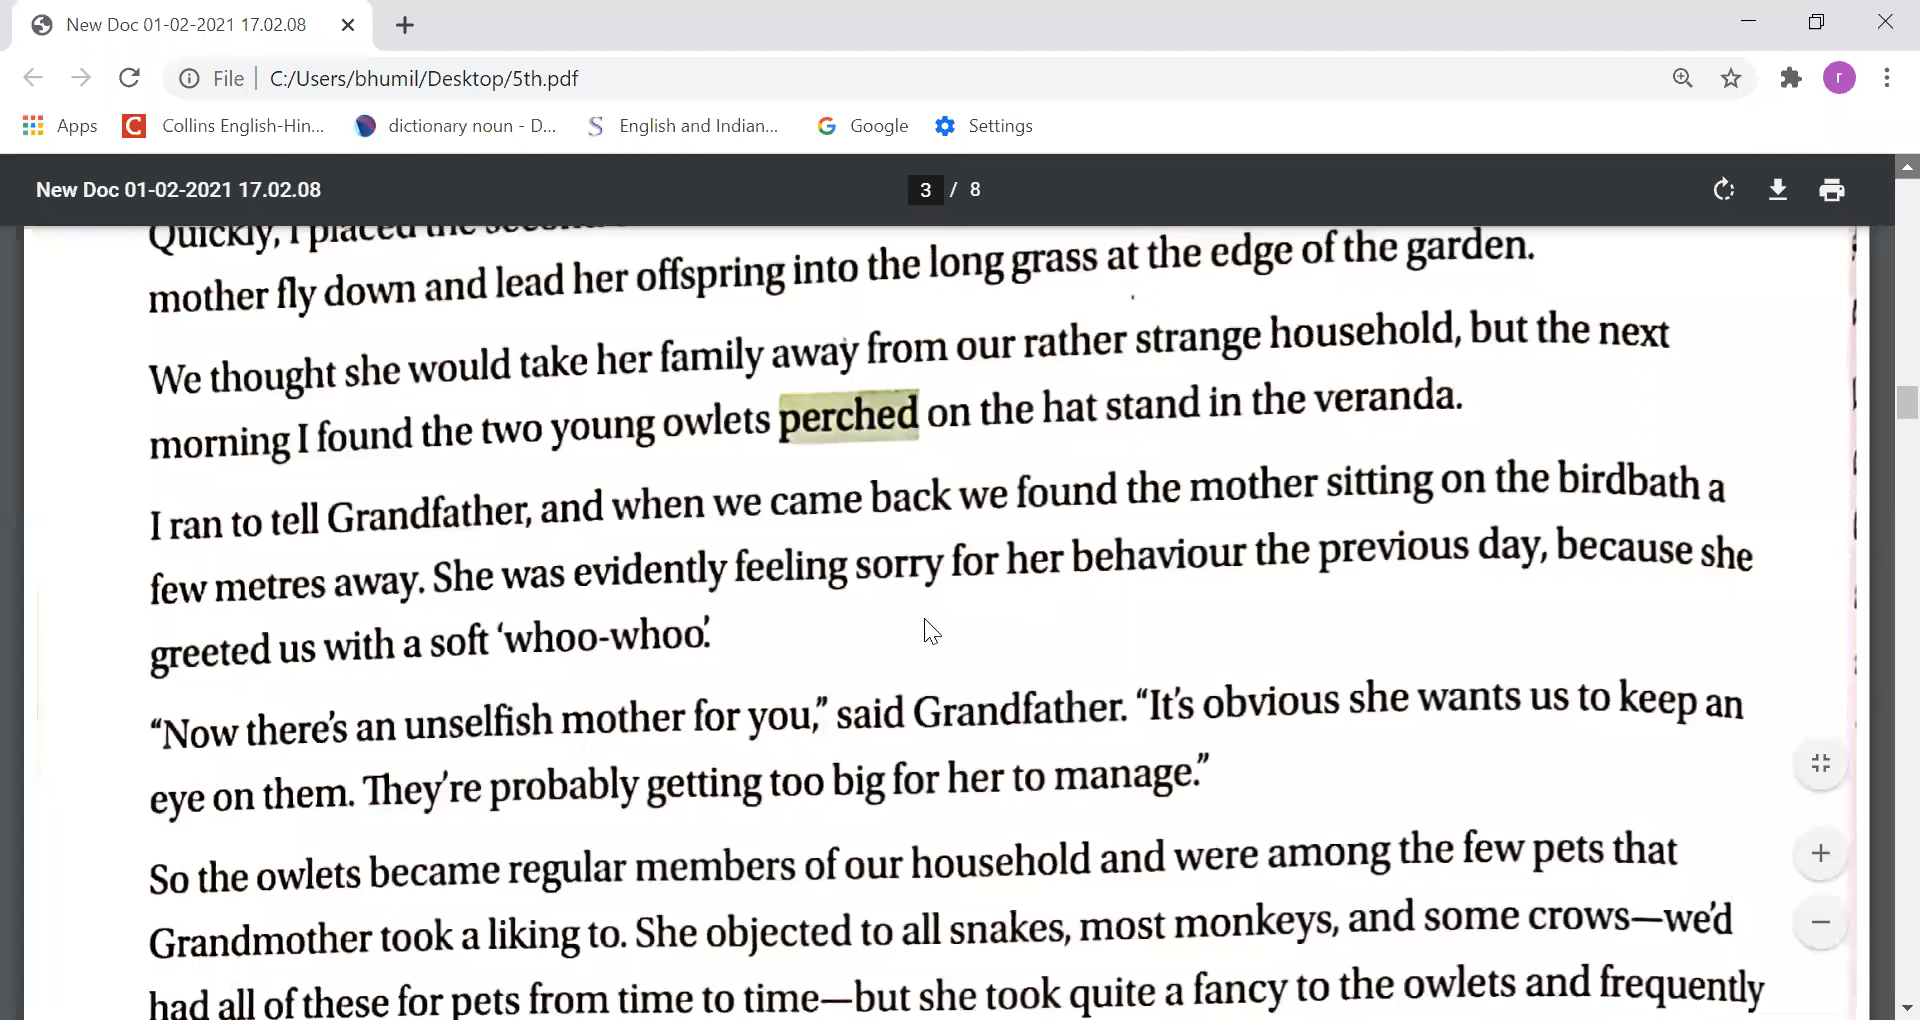 New Doc 01-02-2021 17.02.08
File
C:/Users/bhumil/Desktop/5th.pdf
r
Apps
C
Collins English-Hin...
dictionary noun - D...
S
English and Indian...
Google
Settings
New Doc 01-02-2021 17.02.08
3 / 8
Quickly, I placed the
mother fly down and lead her offspring into the long grass at the edge of the garden.
We thought she would take her family away from our rather strange household, but the next
morning I found the two young owlets perched on the hat stand in the veranda.
I ran to tell Grandfather, and when we came back we found the mother sitting on the birdbath a
few metres away. She was evidently feeling sorry for her behaviour the previous day, because she
greeted us with a soft ‘whoo-whoo’.
“Now there’s an unselfish mother for you,” said Grandfather. “It’s obvious she wants us to keep an
eye on them. They’re probably getting too big for her to manage.”
So the owlets became regular members of our household and were among the few pets that
Grandmother took a liking to. She objected to all snakes, most monkeys, and some crows—we’d
had all of these for pets from time to time—but she took quite a fancy to the owlets and frequently